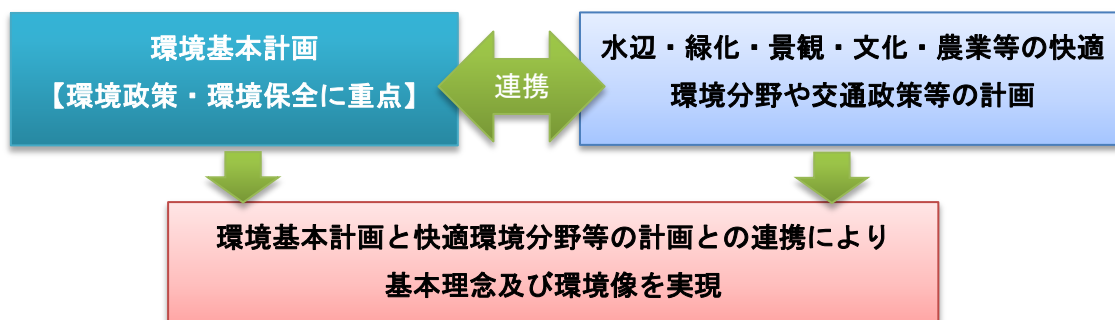 環境基本計画
【環境政策・環境保全に重点】
連携
水辺・緑化・景観・文化・農業等の快適
環境分野や交通政策等の計画
環境基本計画と快適環境分野等の計画との連携により
基本理念及び環境像を実現